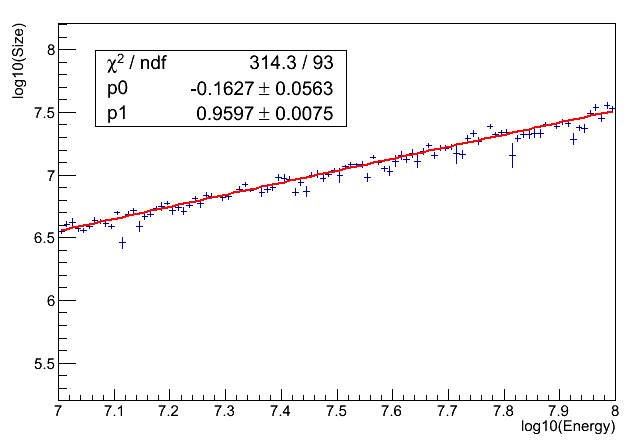 log10(Size)
8
7.5
7
6.5
6
5.5
χ² / ndf 314.3 / 93
p0 -0.1627 ± 0.0563
p1 0.9597 ± 0.0075
7 7.1 7.2 7.3 7.4 7.5 7.6 7.7 7.8 7.9 8
log10(Energy)